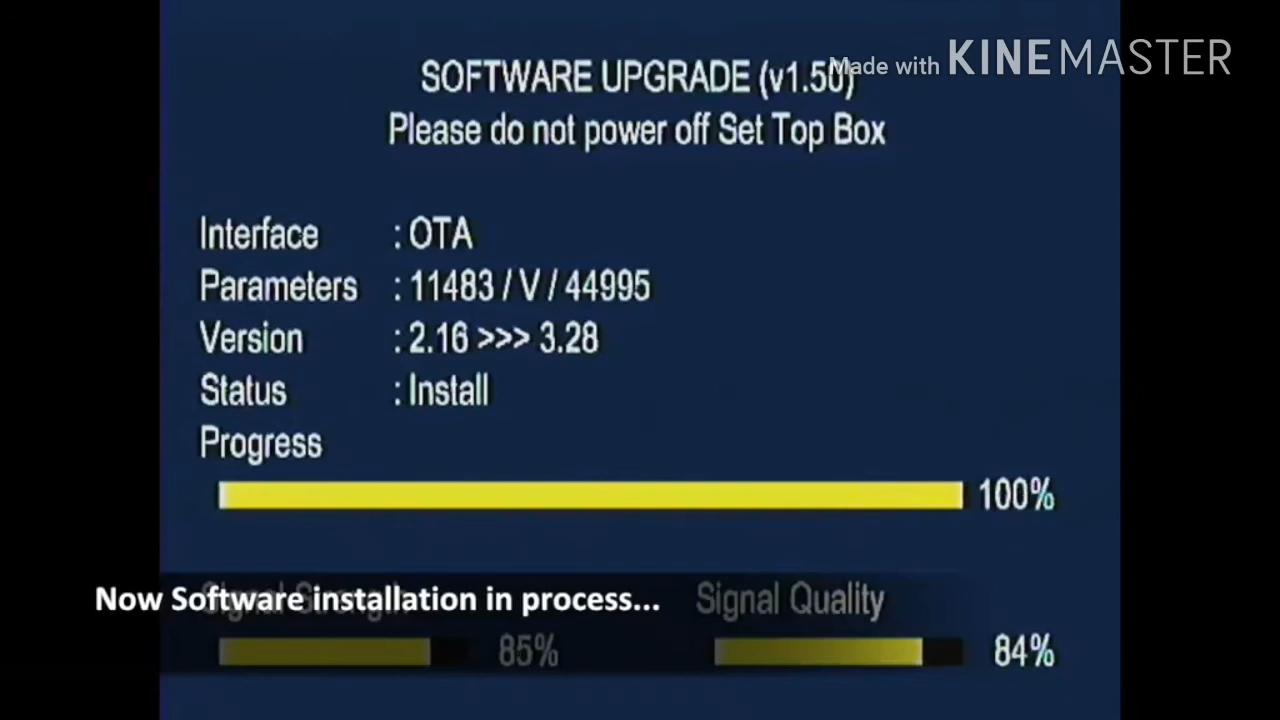 Made with KINEMASTER
SOFTWARE UPGRADE (v1.50)
Please do not power off Set Top Box
Interface : OTA
Parameters : 11483 / V / 44995
Version : 2.16 >>> 3.28
Status : Install
Progress
100%
Signal Strength
Now Software installation in process...
Signal Quality
85%
84%